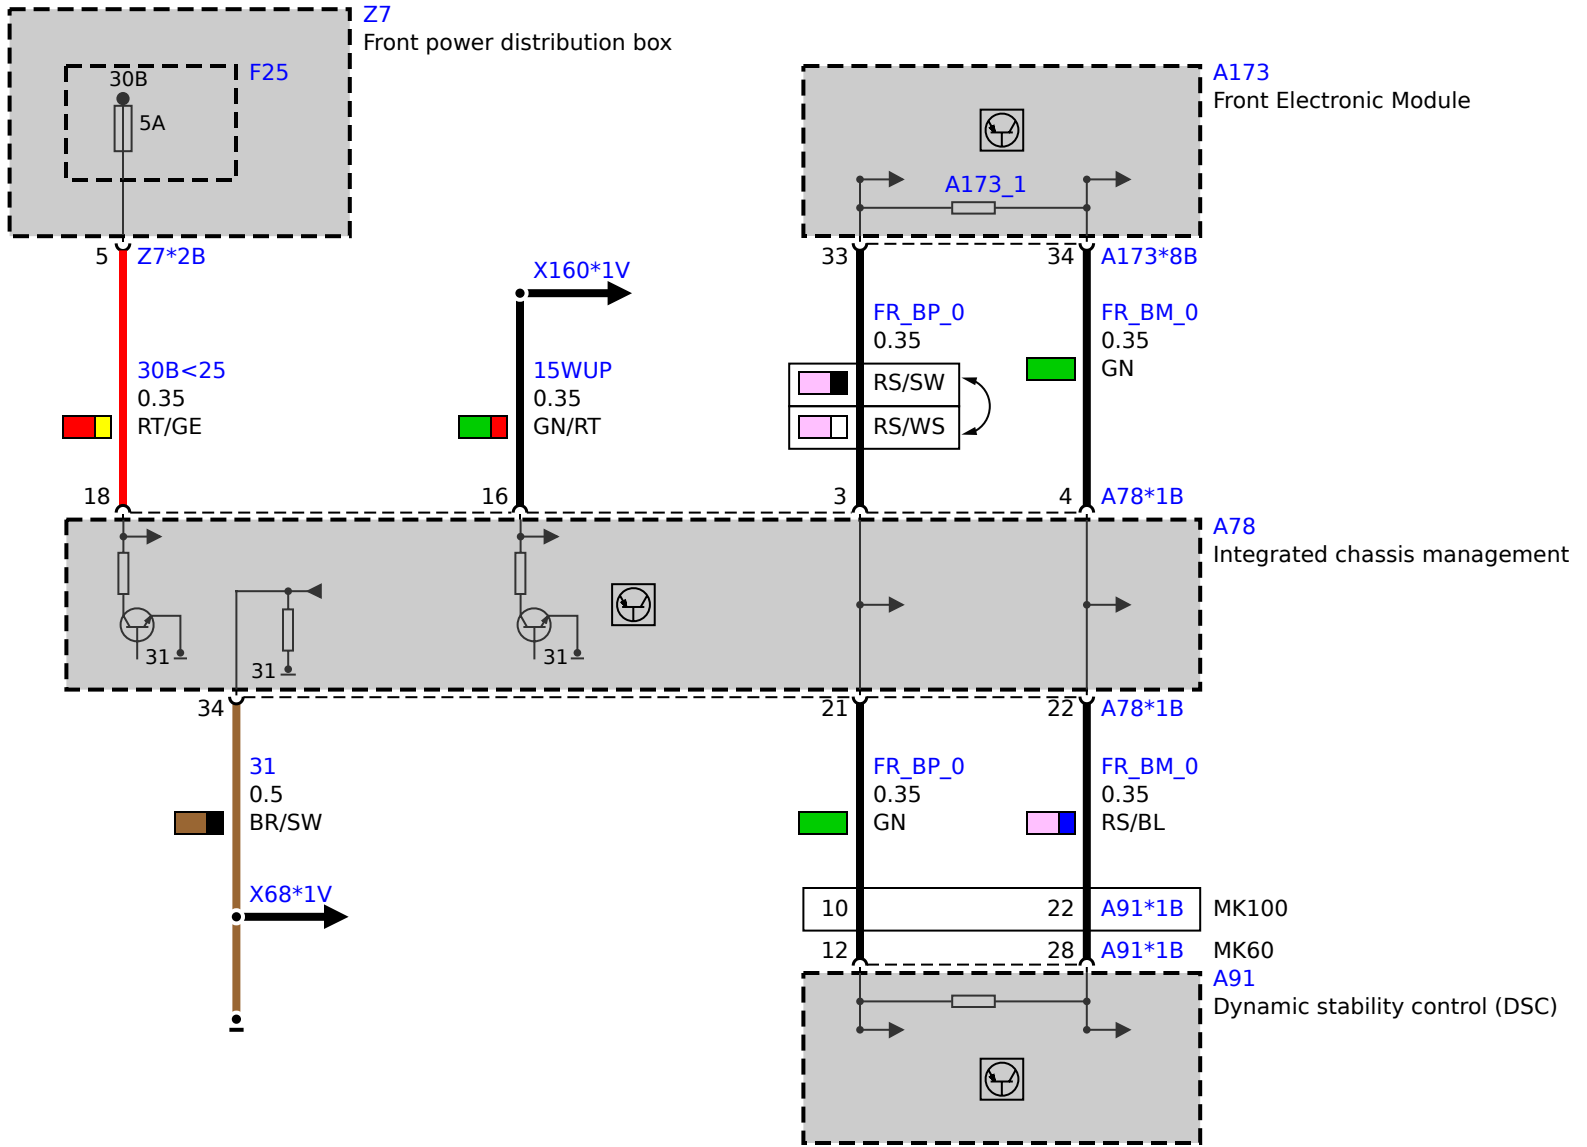 Z7
Front power distribution box
F25
30B
5A
A173
Front Electronic Module
A173_1
5
Z7*2B
33
34
A173*8B
X160*1V
FR_BP_0
0.35
RS/SW
RS/WS
FR_BM_0
0.35
GN
30B<25
0.35
RT/GE
15WUP
0.35
GN/RT
18
16
3
4
A78*1B
A78
Integrated chassis management
31
31
31
34
21
22
A78*1B
31
0.5
BR/SW
FR_BP_0
0.35
GN
FR_BM_0
0.35
RS/BL
X68*1V
10
22
A91*1B
MK100
12
28
A91*1B
MK60
A91
Dynamic stability control (DSC)